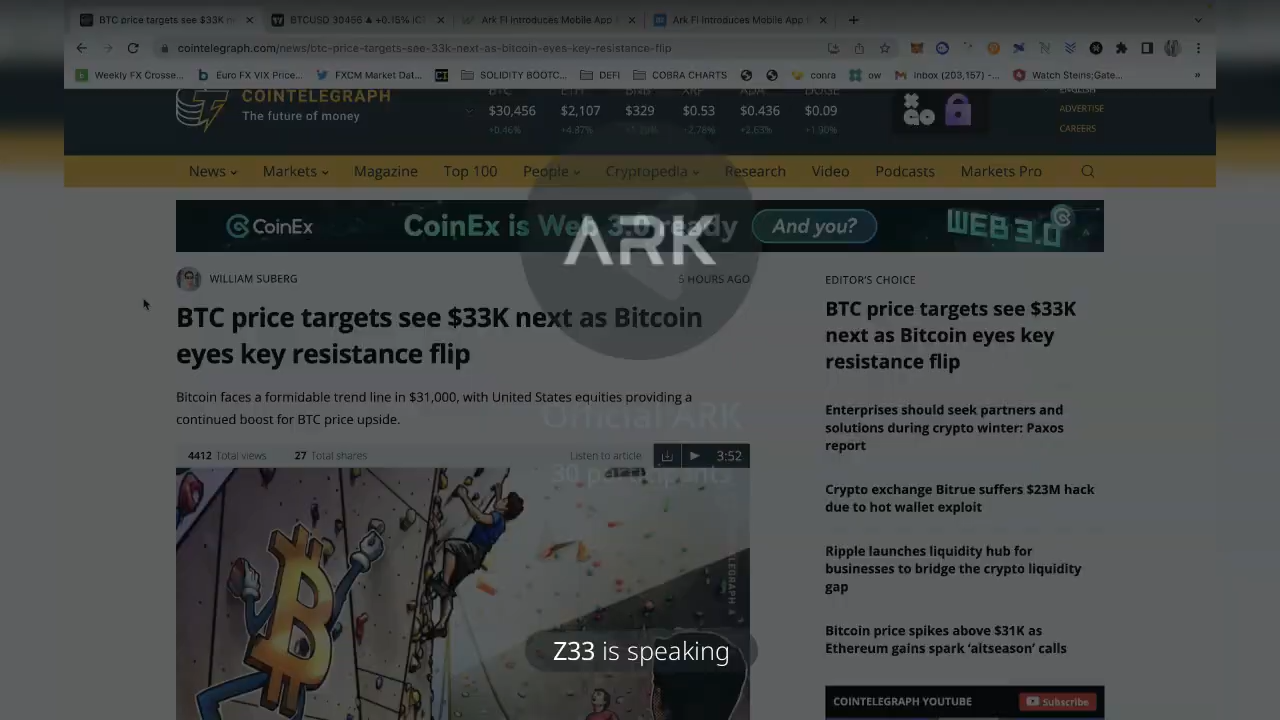 BTC price targets see $33K n
BTCUSD 30456 ▲ +0.15%
Ark Fi Introduces Mobile App
Ark Fi Introduces Mobile App
cointelegraph.com/news/btc-price-targets-see-33k-next-as-bitcoin-eyes-key-resistance-flip
Weekly FX Crosse...
Euro FX VIX Price...
FXCM Market Dat...
SOLIDITY BOOTC...
DEFI
COBRA CHARTS
conra
ow
Inbox (203,157) -...
Watch Steins;Gate...
COINTELEGRAPH
The future of money
BTC
ETH
BNB
XRP
ADA
DOGE
$30,456
$2,107
$329
$0.53
$0.436
$0.09
+0.46%
+4.87%
+2.63%
+1.90%
ENGLISH
ADVERTISE
CAREERS
News
Markets
Magazine
Top 100
People
Cryptopedia
Research
Video
Podcasts
Markets Pro
CoinEx
CoinEx is Web 3.0 ready
And you?
WEB 3.0
ARK
WILLIAM SUBERG
5 HOURS AGO
BTC price targets see $33K next as Bitcoin
eyes key resistance flip
Bitcoin faces a formidable trend line in $31,000, with United States equities providing a
continued boost for BTC price upside.
Official ARK
30 participants
4412 Total views
27 Total shares
Listen to article
3:52
Z33 is speaking
EDITOR'S CHOICE
BTC price targets see $33K
next as Bitcoin eyes key
resistance flip
Enterprises should seek partners and
solutions during crypto winter: Paxos
report
Crypto exchange Bitrue suffers $23M hack
due to hot wallet exploit
Ripple launches liquidity hub for
businesses to bridge the crypto liquidity
gap
Bitcoin price spikes above $31K as
Ethereum gains spark ‘altseason’ calls
COINTELEGRAPH YOUTUBE
Subscribe